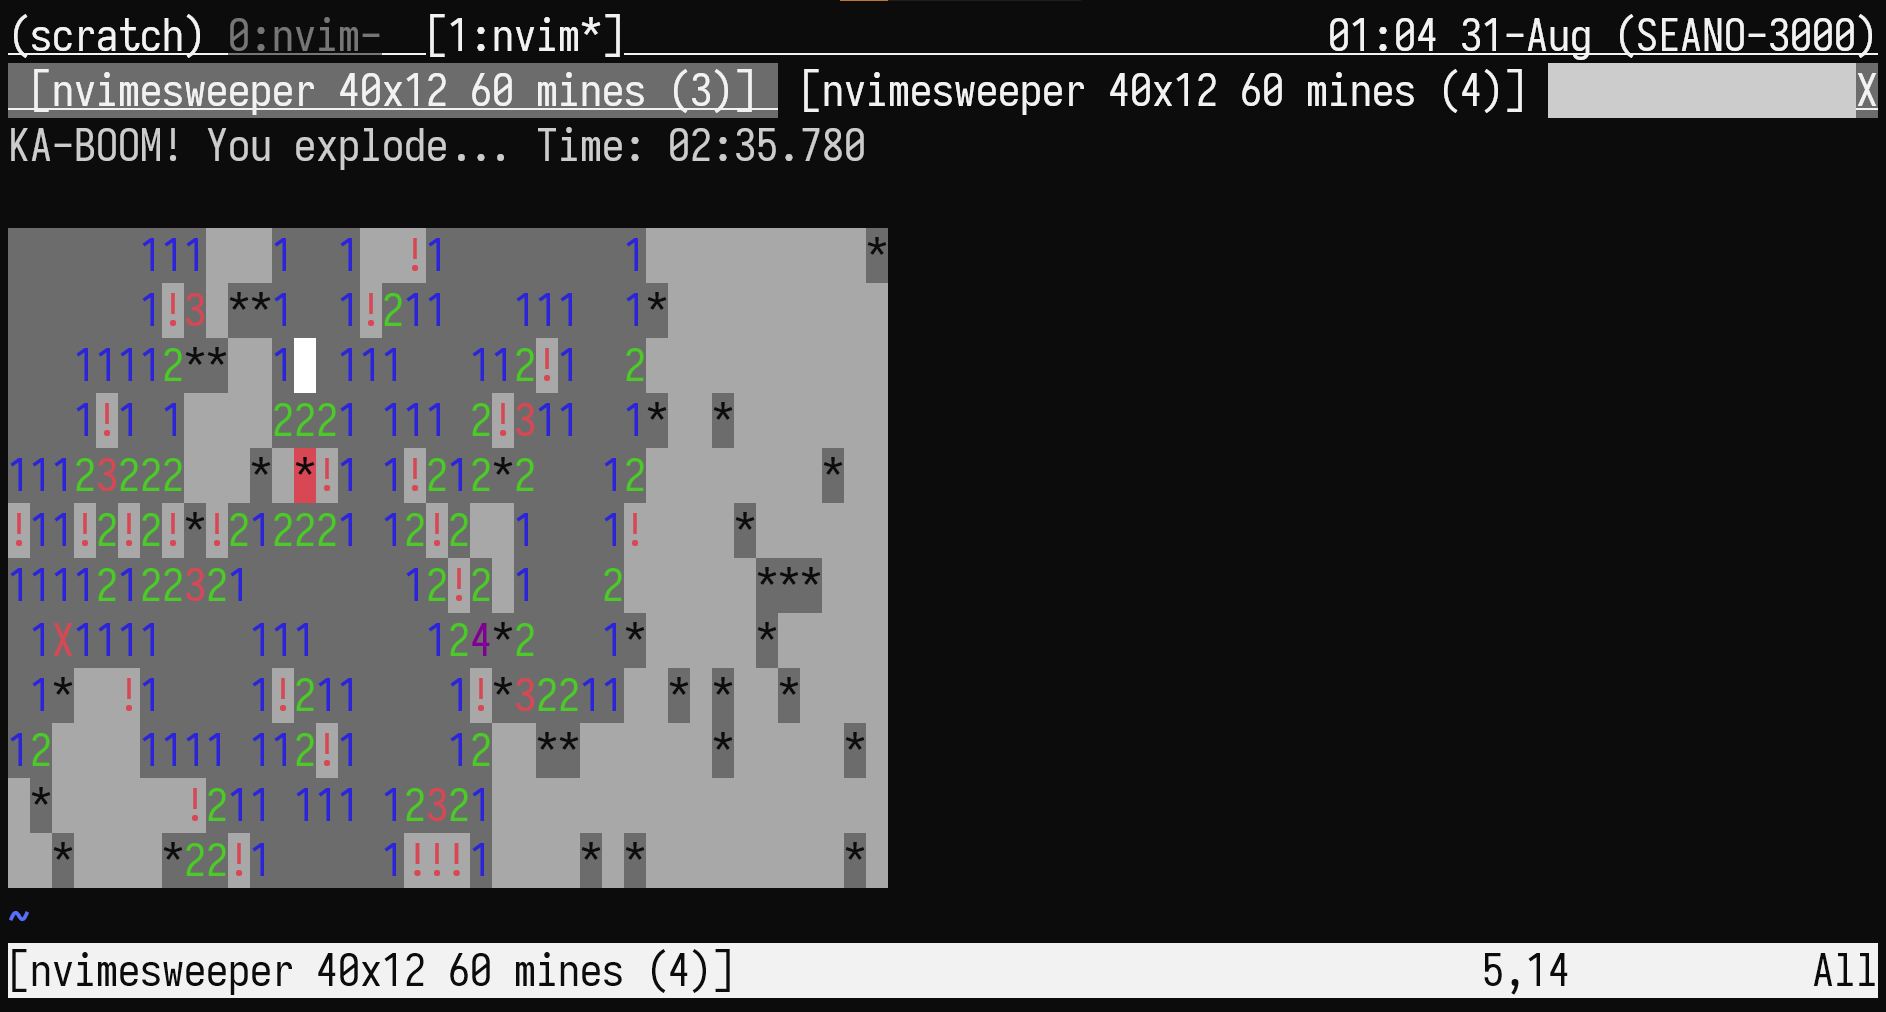 (scratch) 0:nvim-  [1:nvim*] 01:04 31-Aug (SEANO-3000)
[nvimesweeper 40x12 60 mines (3)] [nvimesweeper 40x12 60 mines (4)] X
KA-BOOM! You explode... Time: 02:35.780
      111   1  1  !1        1          *
      1!3 **1  1!211   111  1*
   11112**  1  111   112!1  2
   1!1 1    2221 111 2!311  1*  *
11123222   * *!1 1!212*2   12        *
!11!2!2!*!212221 12!2  1   1!    *
11112122321       12!2 1   2      ***
 1X1111    111     124*2   1*     *
 1*  !1    1!211    1!*32211  * *  *
12    1111 112!1    12  **      *     *
 *      !211 111 12321
  *    *22!1     1!!!1    * *         *
~
[nvimesweeper 40x12 60 mines (4)] 5,14 All